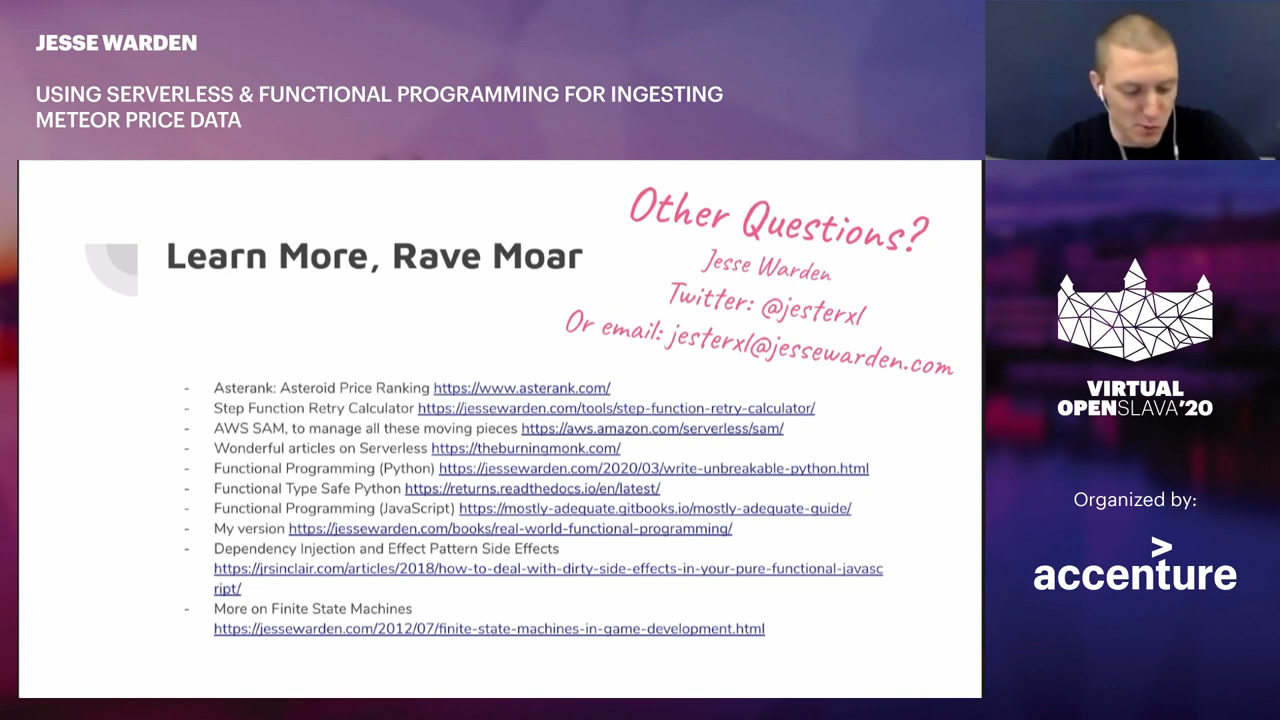 JESSE WARDEN
USING SERVERLESS & FUNCTIONAL PROGRAMMING FOR INGESTING
METEOR PRICE DATA
Other Questions?
Jesse Warden
Twitter: @jesterxl
Or email: jesterxl@jessewarden.com
Learn More, Rave Moar
- Asterank: Asteroid Price Ranking https://www.asterank.com/
- Step Function Retry Calculator https://jessewarden.com/tools/step-function-retry-calculator/
- AWS SAM, to manage all these moving pieces https://aws.amazon.com/serverless/sam/
- Wonderful articles on Serverless https://theburningmonk.com/
- Functional Programming (Python) https://jessewarden.com/2020/03/write-unbreakable-python.html
- Functional Type Safe Python https://returns.readthedocs.io/en/latest/
- Functional Programming (JavaScript) https://mostly-adequate.gitbooks.io/mostly-adequate-guide/
- My version https://jessewarden.com/books/real-world-functional-programming/
- Dependency Injection and Effect Pattern Side Effects
https://jrsinclair.com/articles/2018/how-to-deal-with-dirty-side-effects-in-your-pure-functional-javasc
ript/
- More on Finite State Machines
https://jessewarden.com/2012/07/finite-state-machines-in-game-development.html
VIRTUAL
OPENSLAVA'20
Organized by:
accenture